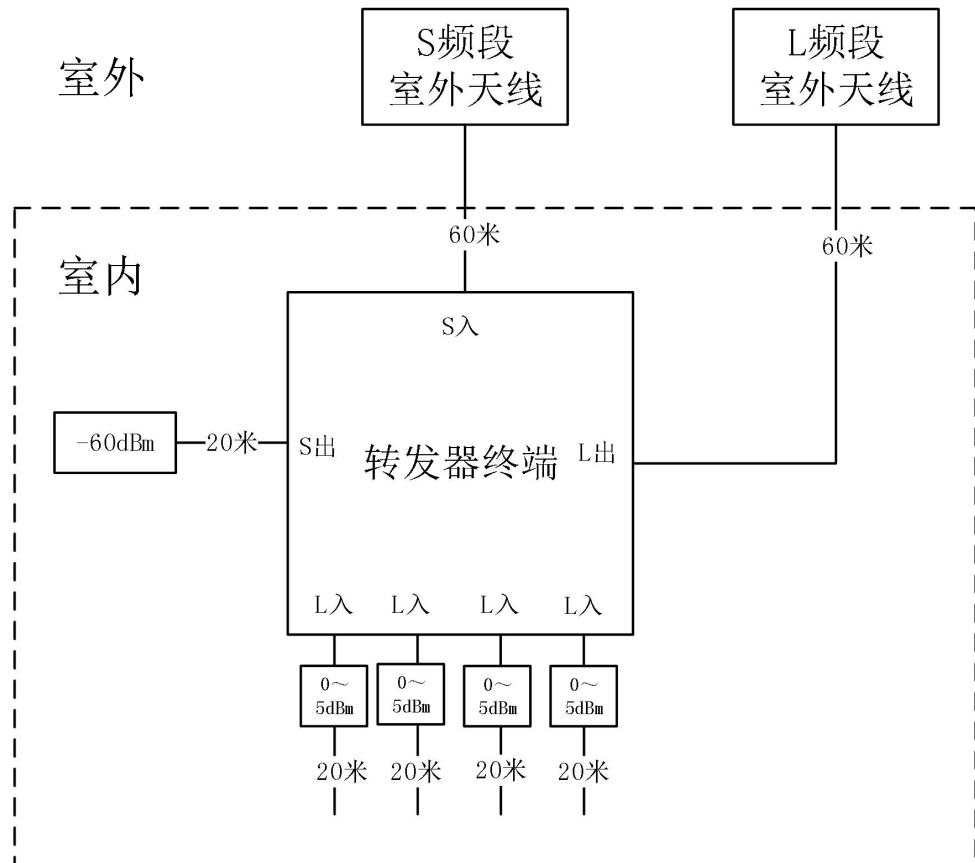 室外
S频段
室外天线
L频段
室外天线
60米
60米
室内
S入
-60dBm
20米
S出
转发器终端
L出
L入
L入
L入
L入
0～
5dBm
0～
5dBm
0～
5dBm
0～
5dBm
20米
20米
20米
20米